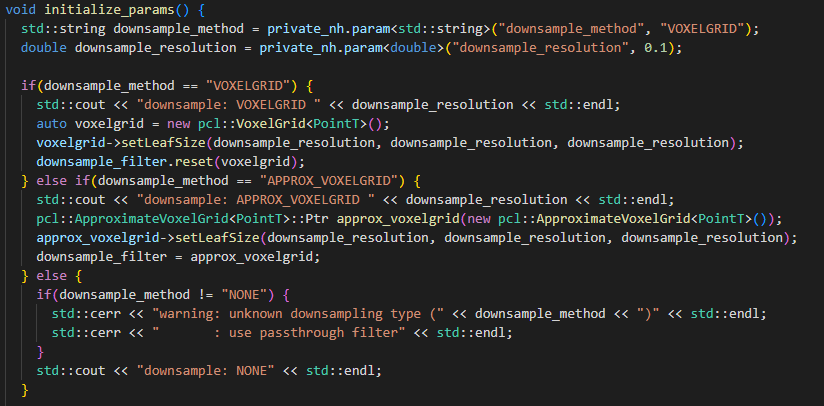 void initialize_params() {
  std::string downsample_method = private_nh.param<std::string>("downsample_method", "VOXELGRID");
  double downsample_resolution = private_nh.param<double>("downsample_resolution", 0.1);

  if(downsample_method == "VOXELGRID") {
    std::cout << "downsample: VOXELGRID " << downsample_resolution << std::endl;
    auto voxelgrid = new pcl::VoxelGrid<PointT>();
    voxelgrid->setLeafSize(downsample_resolution, downsample_resolution, downsample_resolution);
    downsample_filter.reset(voxelgrid);
  } else if(downsample_method == "APPROX_VOXELGRID") {
    std::cout << "downsample: APPROX_VOXELGRID " << downsample_resolution << std::endl;
    pcl::ApproximateVoxelGrid<PointT>::Ptr approx_voxelgrid(new pcl::ApproximateVoxelGrid<PointT>());
    approx_voxelgrid->setLeafSize(downsample_resolution, downsample_resolution, downsample_resolution);
    downsample_filter = approx_voxelgrid;
  } else {
    if(downsample_method != "NONE") {
      std::cerr << "warning: unknown downsampling type (" << downsample_method << ")" << std::endl;
      std::cerr << "       : use passthrough filter" << std::endl;
    }
    std::cout << "downsample: NONE" << std::endl;
  }